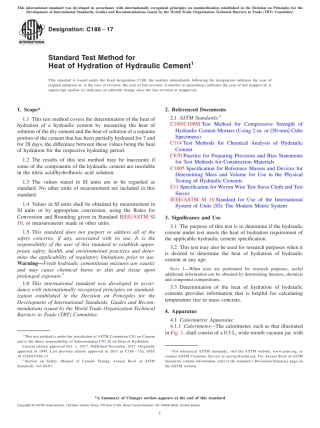 This international standard was developed in accordance with internationally recognized principles on standardization established in the Decision on Principles for the
Development of International Standards, Guides and Recommendations issued by the World Trade Organization Technical Barriers to Trade (TBT) Committee.
Designation: C186 − 17
INTERNATIONAL
Standard Test Method for
Heat of Hydration of Hydraulic Cement1
This standard is issued under the fixed designation C186; the number immediately following the designation indicates the year of
original adoption or, in the case of revision, the year of last revision. A number in parentheses indicates the year of last reapproval. A
superscript epsilon (ε) indicates an editorial change since the last revision or reapproval.
1. Scope*
1.1 This test method covers the determination of the heat of
hydration of a hydraulic cement by measuring the heat of
solution of the dry cement and the heat of solution of a separate
portion of the cement that has been partially hydrated for 7 and
for 28 days, the difference between these values being the heat
of hydration for the respective hydrating period.
1.2 The results of this test method may be inaccurate if
some of the components of the hydraulic cement are insoluble
in the nitric acid/hydrofluoric acid solution.
1.3 The values stated in SI units are to be regarded as
standard. No other units of measurement are included in this
standard.
1.4 Values in SI units shall be obtained by measurement in
SI units or by appropriate conversion, using the Rules for
Conversion and Rounding given in Standard IEEE/ASTM SI
10, of measurements made in other units.
1.5 This standard does not purport to address all of the
safety concerns, if any, associated with its use. It is the
responsibility of the user of this standard to establish appro-
priate safety, health, and environmental practices and deter-
mine the applicability of regulatory limitations prior to use.
Warning—Fresh hydraulic cementitious mixtures are caustic
and may cause chemical burns to skin and tissue upon
prolonged exposure.2
1.6 This international standard was developed in accor-
dance with internationally recognized principles on standard-
ization established in the Decision on Principles for the
Development of International Standards, Guides and Recom-
mendations issued by the World Trade Organization Technical
Barriers to Trade (TBT) Committee.
1 This test method is under the jurisdiction of ASTM Committee C01 on Cement
and is the direct responsibility of Subcommittee C01.26 on Heat of Hydration.
Current edition approved Oct. 1, 2017. Published November 2017. Originally
approved in 1944. Last previous edition approved in 2015 as C186 – 15a. DOI:
10.1520/C0186-17.
2 Section on Safety, Manual of Cement Testing, Annual Book of ASTM
Standards, Vol 04.01.
2. Referenced Documents
2.1 ASTM Standards:3
C109/C109M Test Method for Compressive Strength of
Hydraulic Cement Mortars (Using 2-in. or [50-mm] Cube
Specimens)
C114 Test Methods for Chemical Analysis of Hydraulic
Cement
C670 Practice for Preparing Precision and Bias Statements
for Test Methods for Construction Materials
C1005 Specification for Reference Masses and Devices for
Determining Mass and Volume for Use in the Physical
Testing of Hydraulic Cements
E11 Specification for Woven Wire Test Sieve Cloth and Test
Sieves
IEEE/ASTM SI 10 Standard for Use of the International
System of Units (SI): The Modern Metric System
3. Significance and Use
3.1 The purpose of this test is to determine if the hydraulic
cement under test meets the heat of hydration requirement of
the applicable hydraulic cement specification.
3.2 This test may also be used for research purposes when it
is desired to determine the heat of hydration of hydraulic
cement at any age.
NOTE 1—When tests are performed for research purposes, useful
additional information can be obtained by determining fineness, chemical
and compound compositions.
3.3 Determination of the heat of hydration of hydraulic
cements provides information that is helpful for calculating
temperature rise in mass concrete.
4. Apparatus
4.1 Calorimetric Apparatus:
4.1.1 Calorimeter—The calorimeter, such as that illustrated
in Fig. 1, shall consist of a 0.5 L, wide-mouth vacuum jar, with
3 For referenced ASTM standards, visit the ASTM website, www.astm.org, or
contact ASTM Customer Service at service@astm.org. For Annual Book of ASTM
Standards volume information, refer to the standard's Document Summary page on
the ASTM website.
*A Summary of Changes section appears at the end of this standard
Copyright © ASTM International, 100 Barr Harbor Drive, PO Box C700, West Conshohocken, PA 19428-2959. United States
1